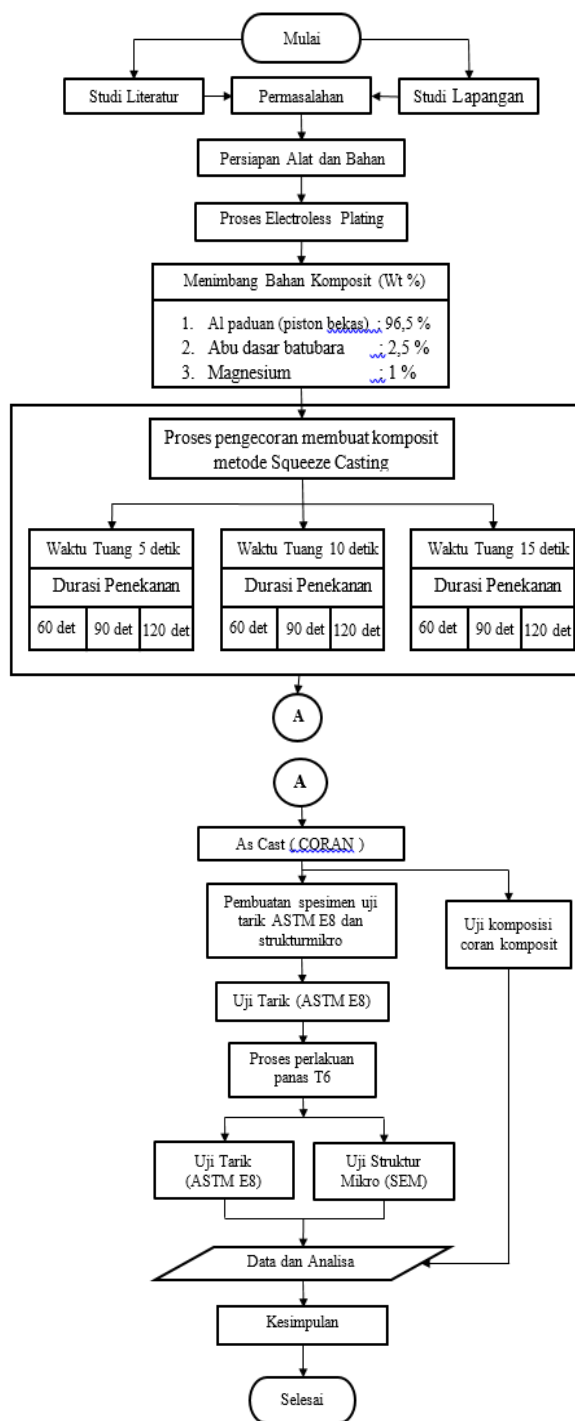 Mulai
Studi Literatur
Permasalahan
Studi Lapangan
Persiapan Alat dan Bahan
Proses Electroless Plating
Menimbang Bahan Komposit (Wt %)
1. Al paduan (piston bekas) : 96,5 %
2. Abu dasar batubara : 2,5 %
3. Magnesium : 1 %
Proses pengecoran membuat komposit
metode Squeeze Casting
Waktu Tuang 5 detik
Durasi Penekanan
60 det 90 det 120 det
Waktu Tuang 10 detik
Durasi Penekanan
60 det 90 det 120 det
Waktu Tuang 15 detik
Durasi Penekanan
60 det 90 det 120 det
A
A
As Cast ( CORAN )
Pembuatan spesimen uji
tarik ASTM E8 dan
strukturmikro
Uji komposisi
coran komposit
Uji Tarik (ASTM E8)
Proses perlakuan
panas T6
Uji Tarik
(ASTM E8)
Uji Struktur
Mikro (SEM)
Data dan Analisa
Kesimpulan
Selesai